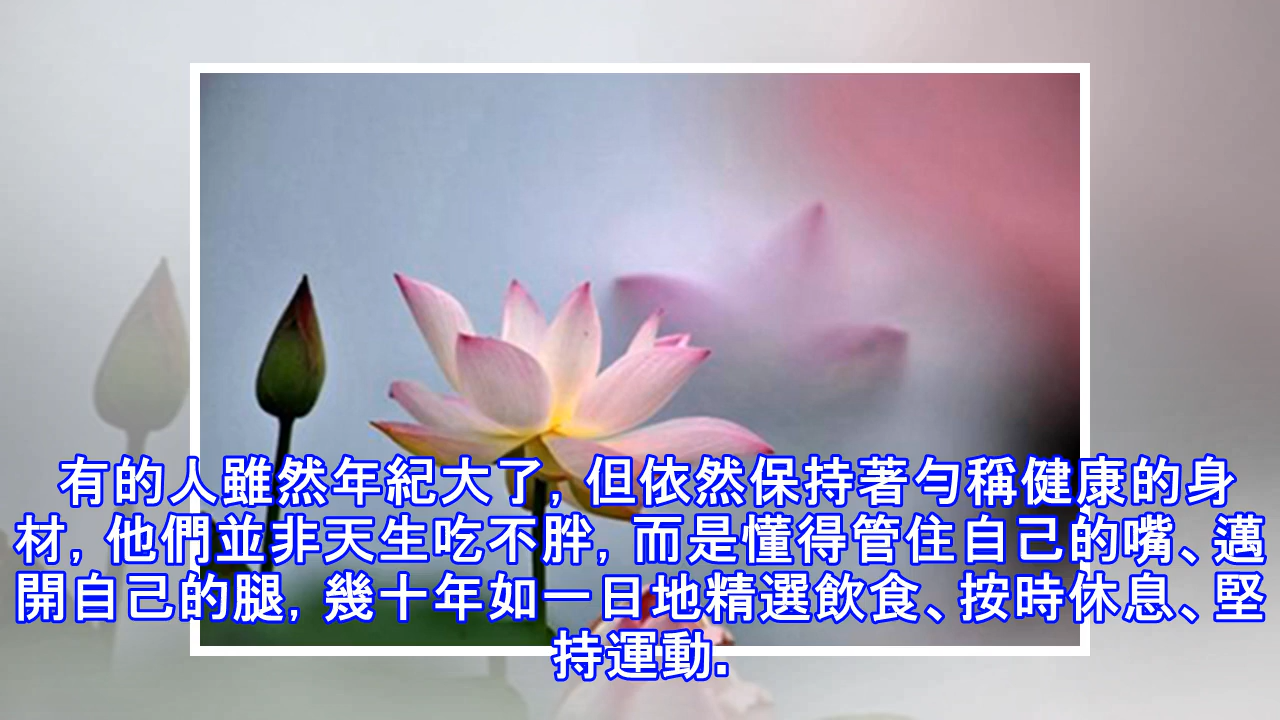 有的人雖然年紀大了,但依然保持著勻稱健康的身
材,他們並非天生吃不胖,而是懂得管住自己的嘴、邁
開自己的腿,幾十年如一日地精選飲食、按時休息、堅
持運動.